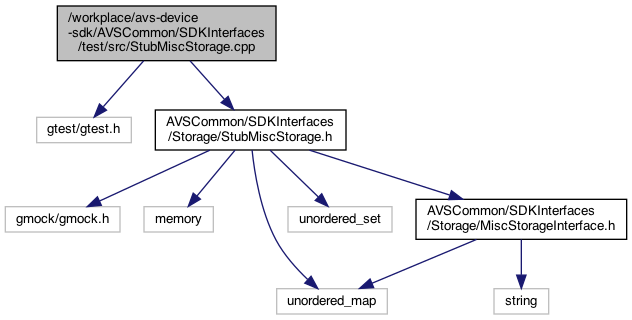 /workplace/avs-device
-sdk/AVSCommon/SDKInterfaces
/test/src/StubMiscStorage.cpp
gtest/gtest.h
AVSCommon/SDKInterfaces
/Storage/StubMiscStorage.h
gmock/gmock.h
memory
unordered_set
AVSCommon/SDKInterfaces
/Storage/MiscStorageInterface.h
unordered_map
string